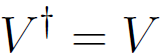 V† = V